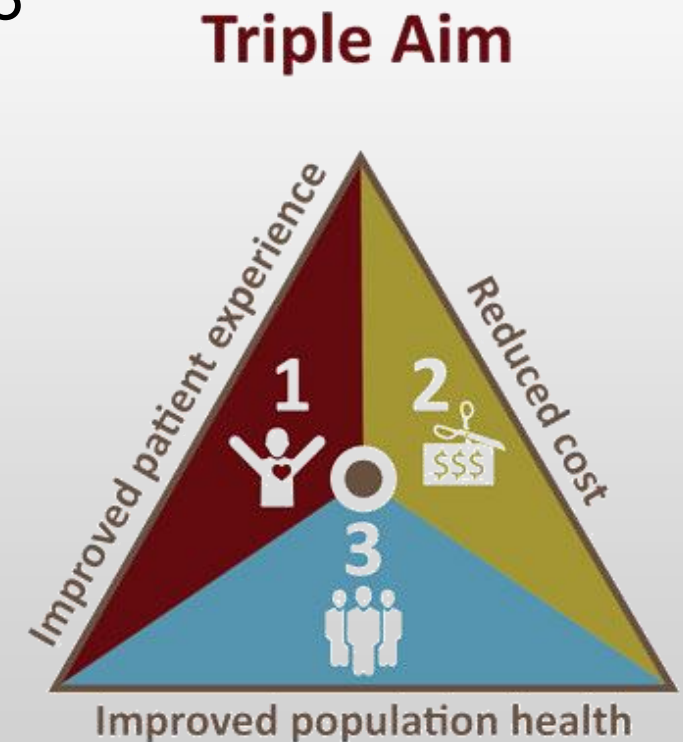 Triple Aim
Improved patient experience
Reduced cost
1
2
$$$
3
Improved population health